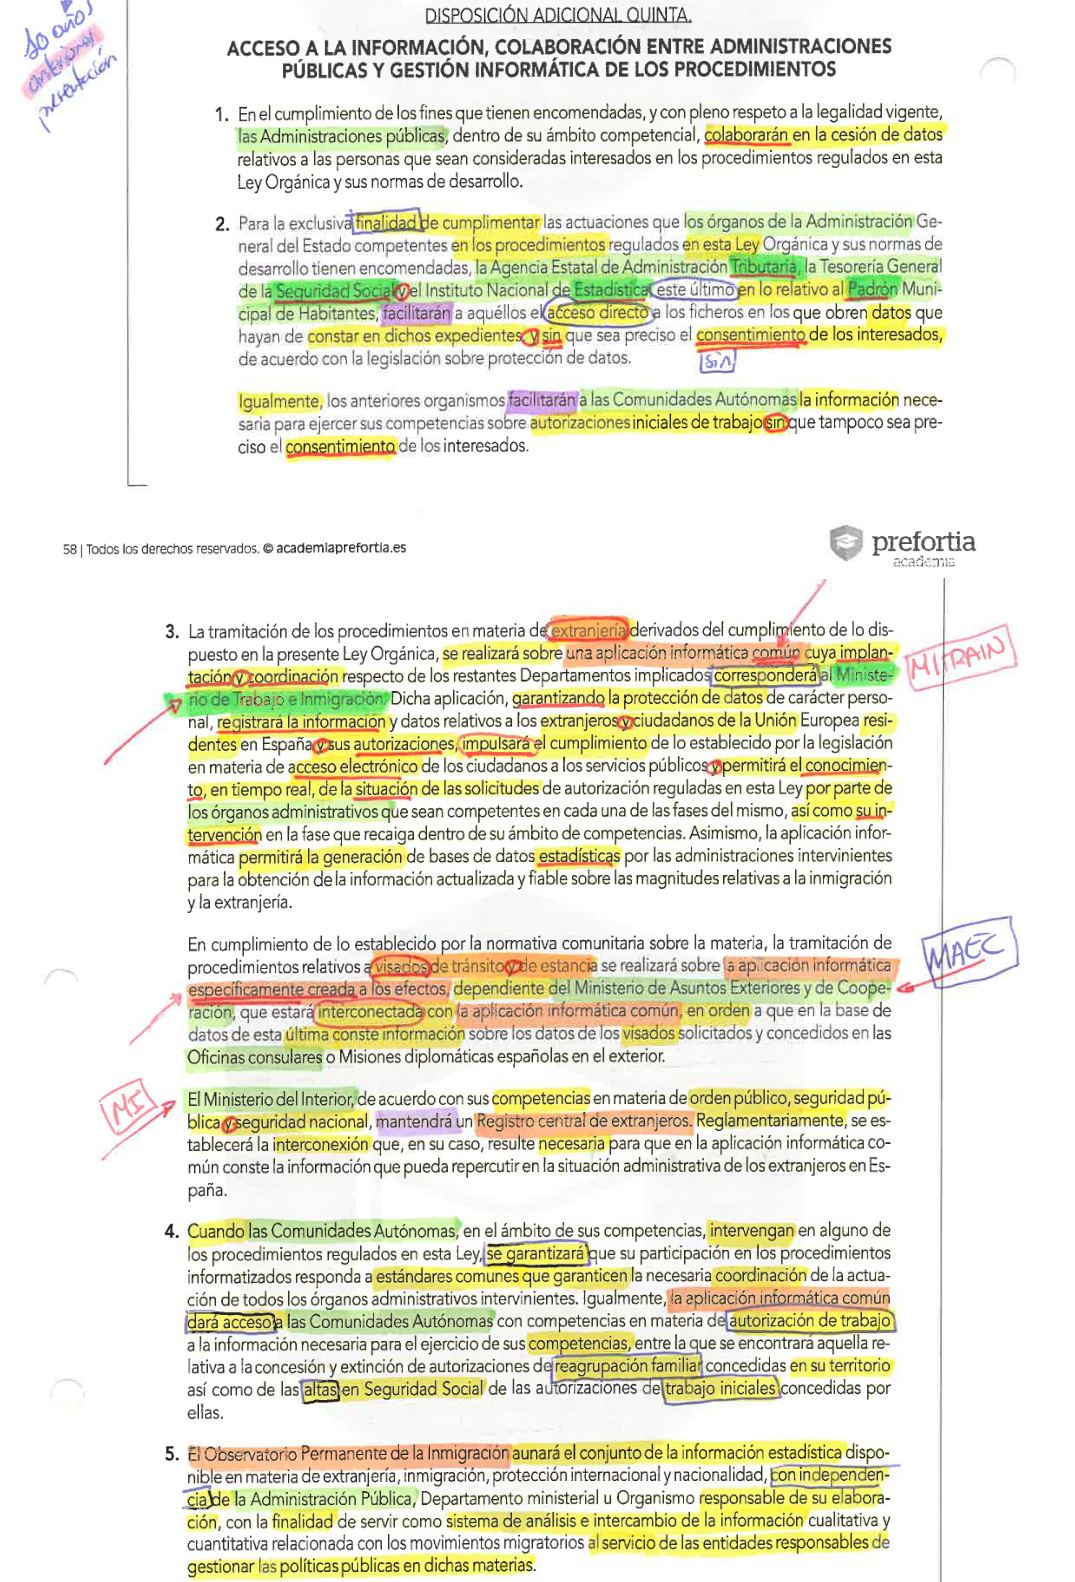 10 años
anteriores
presentación
DISPOSICIÓN ADICIONAL QUINTA.
ACCESO A LA INFORMACIÓN, COLABORACIÓN ENTRE ADMINISTRACIONES
PÚBLICAS Y GESTIÓN INFORMÁTICA DE LOS PROCEDIMIENTOS
1. En el cumplimiento de los fines que tienen encomendadas, y con pleno respeto a la legalidad vigente,
las Administraciones públicas, dentro de su ámbito competencial, colaborarán en la cesión de datos
relativos a las personas que sean consideradas interesados en los procedimientos regulados en esta
Ley Orgánica y sus normas de desarrollo.
2. Para la exclusiva finalidad de cumplimentar las actuaciones que los órganos de la Administración Ge-
neral del Estado competentes en los procedimientos regulados en esta Ley Orgánica y sus normas de
desarrollo tienen encomendadas, la Agencia Estatal de Administración Tributaria, la Tesorería General
de la Seguridad Social y el Instituto Nacional de Estadística, este último en lo relativo al Padrón Muni-
cipal de Habitantes, facilitarán a aquéllos el acceso directo a los ficheros en los que obren datos que
hayan de constar en dichos expedientes, y sin que sea preciso el consentimiento de los interesados,
de acuerdo con la legislación sobre protección de datos.
sin
Igualmente, los anteriores organismos facilitarán a las Comunidades Autónomas la información nece-
saria para ejercer sus competencias sobre autorizaciones iniciales de trabajo sin que tampoco sea pre-
ciso el consentimiento de los interesados.
58 | Todos los derechos reservados. © academiaprefortia.es
prefortia
academia
3. La tramitación de los procedimientos en materia de extranjería derivados del cumplimiento de lo dis-
puesto en la presente Ley Orgánica, se realizará sobre una aplicación informática común cuya implan-
tación y coordinación respecto de los restantes Departamentos implicados corresponderá al Ministe-
rio de Trabajo e Inmigración. Dicha aplicación, garantizando la protección de datos de carácter perso-
nal, registrará la información y datos relativos a los extranjeros y ciudadanos de la Unión Europea resi-
dentes en España y sus autorizaciones, impulsará el cumplimiento de lo establecido por la legislación
en materia de acceso electrónico de los ciudadanos a los servicios públicos y permitirá el conocimien-
to, en tiempo real, de la situación de las solicitudes de autorización reguladas en esta Ley por parte de
los órganos administrativos que sean competentes en cada una de las fases del mismo, así como su in-
tervención en la fase que recaiga dentro de su ámbito de competencias. Asimismo, la aplicación infor-
mática permitirá la generación de bases de datos estadísticas por las administraciones intervinientes
para la obtención de la información actualizada y fiable sobre las magnitudes relativas a la inmigración
y la extranjería.
MITRAIN
En cumplimiento de lo establecido por la normativa comunitaria sobre la materia, la tramitación de
procedimientos relativos a visados de tránsito y de estancia se realizará sobre la aplicación informática
específicamente creada a los efectos, dependiente del Ministerio de Asuntos Exteriores y de Coope-
ración, que estará interconectada con la aplicación informática común, en orden a que en la base de
datos de esta última conste información sobre los datos de los visados solicitados y concedidos en las
Oficinas consulares o Misiones diplomáticas españolas en el exterior.
MAEC
MI
El Ministerio del Interior, de acuerdo con sus competencias en materia de orden público, seguridad pú-
blica y seguridad nacional, mantendrá un Registro central de extranjeros. Reglamentariamente, se es-
tablecerá la interconexión que, en su caso, resulte necesaria para que en la aplicación informática co-
mún conste la información que pueda repercutir en la situación administrativa de los extranjeros en Es-
paña.
4. Cuando las Comunidades Autónomas, en el ámbito de sus competencias, intervengan en alguno de
los procedimientos regulados en esta Ley, se garantizará que su participación en los procedimientos
informatizados responda a estándares comunes que garanticen la necesaria coordinación de la actua-
ción de todos los órganos administrativos intervinientes. Igualmente, la aplicación informática común
dará acceso a las Comunidades Autónomas con competencias en materia de autorización de trabajo
a la información necesaria para el ejercicio de sus competencias, entre la que se encontrará aquella re-
lativa a la concesión y extinción de autorizaciones de reagrupación familiar concedidas en su territorio
así como de las altas en Seguridad Social de las autorizaciones de trabajo iniciales concedidas por
ellas.
5. El Observatorio Permanente de la Inmigración aunará el conjunto de la información estadística dispo-
nible en materia de extranjería, inmigración, protección internacional y nacionalidad, con independen-
cia de la Administración Pública, Departamento ministerial u Organismo responsable de su elabora-
ción, con la finalidad de servir como sistema de análisis e intercambio de la información cualitativa y
cuantitativa relacionada con los movimientos migratorios al servicio de las entidades responsables de
gestionar las políticas públicas en dichas materias.